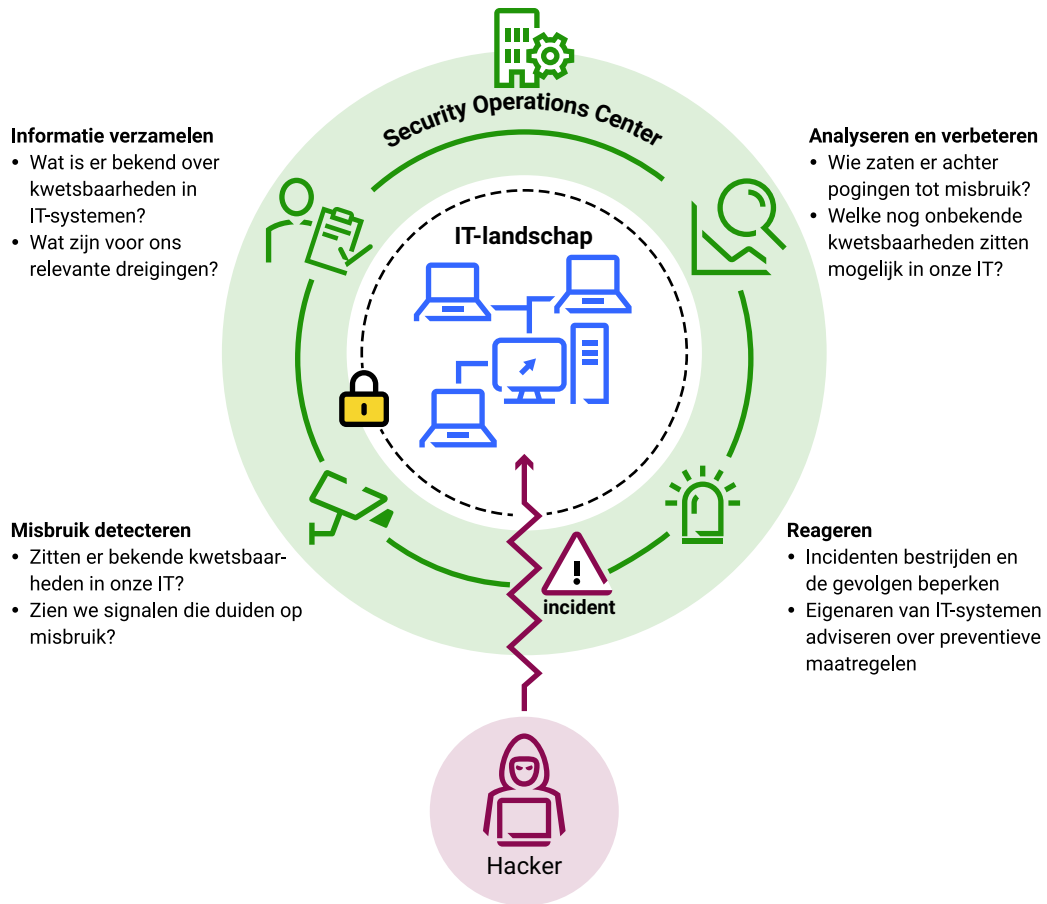 Security Operations Center
Informatie verzamelen
• Wat is er bekend over
kwetsbaarheden in
IT-systemen?
• Wat zijn voor ons
relevante dreigingen?
Analyseren en verbeteren
• Wie zaten er achter
pogingen tot misbruik?
• Welke nog onbekende
kwetsbaarheden zitten
mogelijk in onze IT?
IT-landschap
Misbruik detecteren
• Zitten er bekende kwetsbaar-
heden in onze IT?
• Zien we signalen die duiden op
misbruik?
incident
Reageren
• Incidenten bestrijden en
de gevolgen beperken
• Eigenaren van IT-systemen
adviseren over preventieve
maatregelen
Hacker